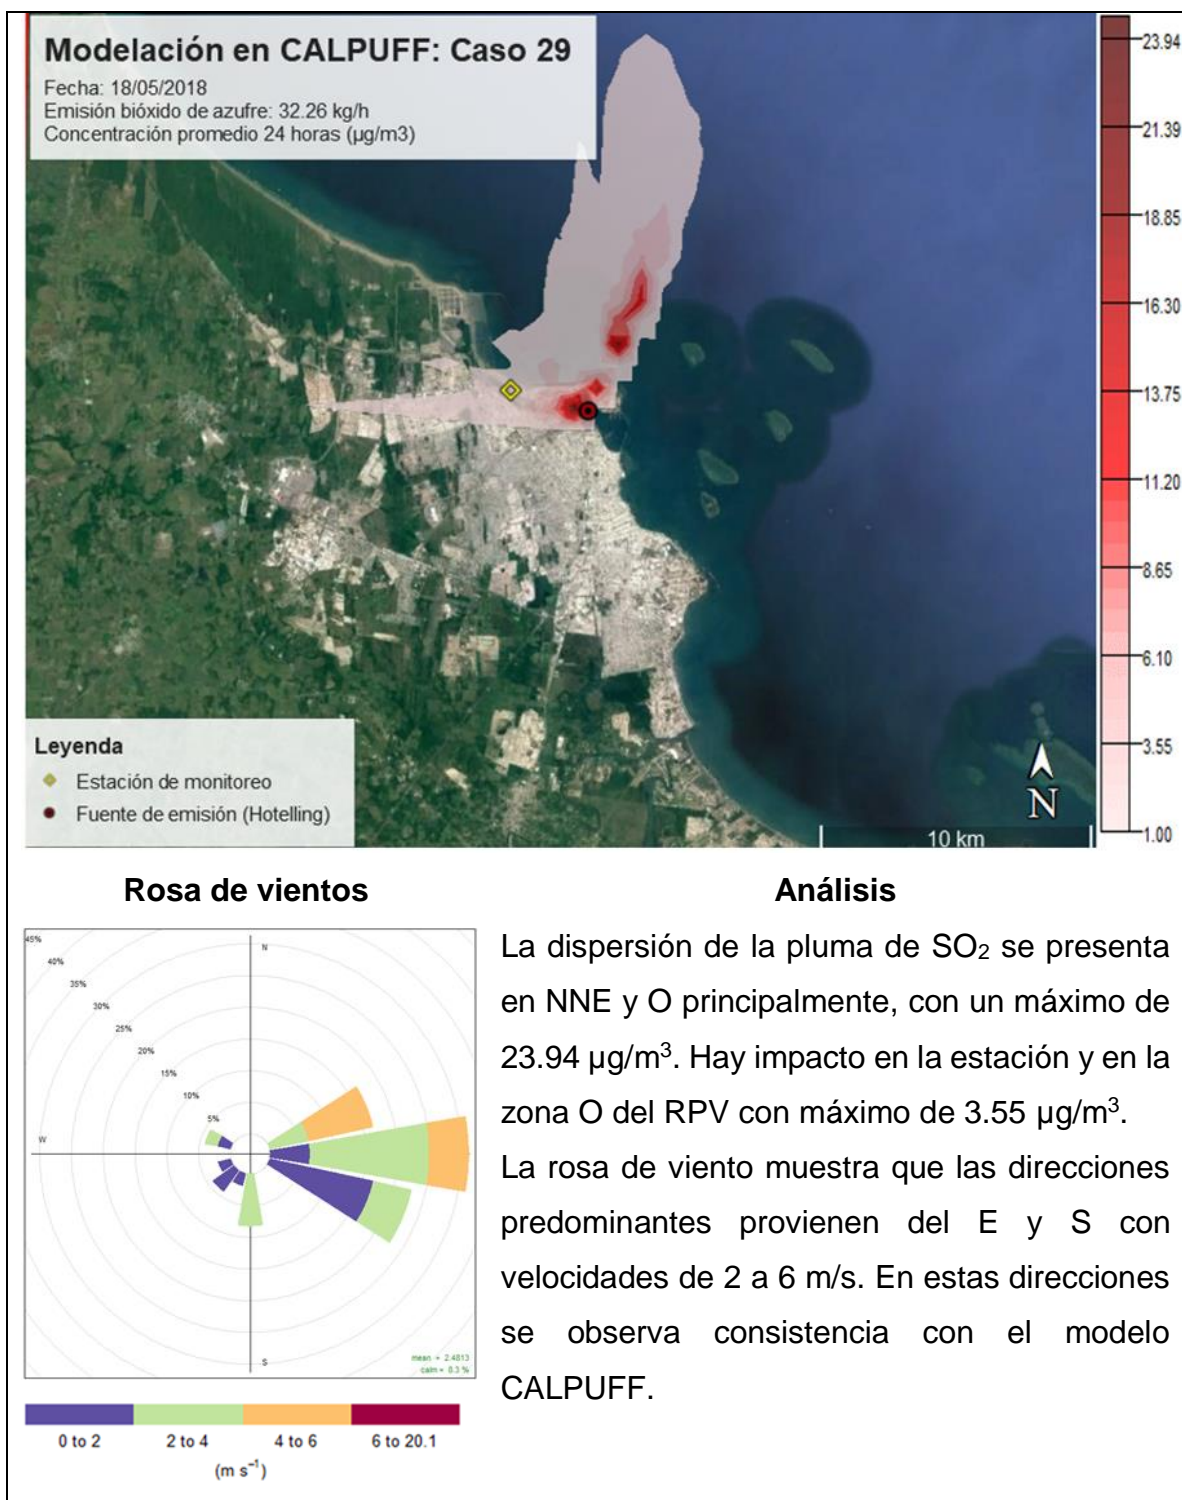 Modelación en CALPUFF: Caso 29
Fecha: 18/05/2018
Emisión bióxido de azufre: 32.26 kg/h
Concentración promedio 24 horas (µg/m3)
23.94
21.39
18.85
16.30
13.75
11.20
8.65
6.10
3.55
1.00
Leyenda
Estación de monitoreo
Fuente de emisión (Hotelling)
N
10 km
Rosa de vientos
45%
40%
35%
30%
25%
20%
15%
10%
5%
N
W
S
mean = 2.4813
calm = 8.3 %
0 to 2
2 to 4
4 to 6
6 to 20.1
(m s⁻¹)
Análisis
La dispersión de la pluma de SO₂ se presenta
en NNE y O principalmente, con un máximo de
23.94 µg/m³. Hay impacto en la estación y en la
zona O del RPV con máximo de 3.55 µg/m³.
La rosa de viento muestra que las direcciones
predominantes provienen del E y S con
velocidades de 2 a 6 m/s. En estas direcciones
se observa consistencia con el modelo
CALPUFF.